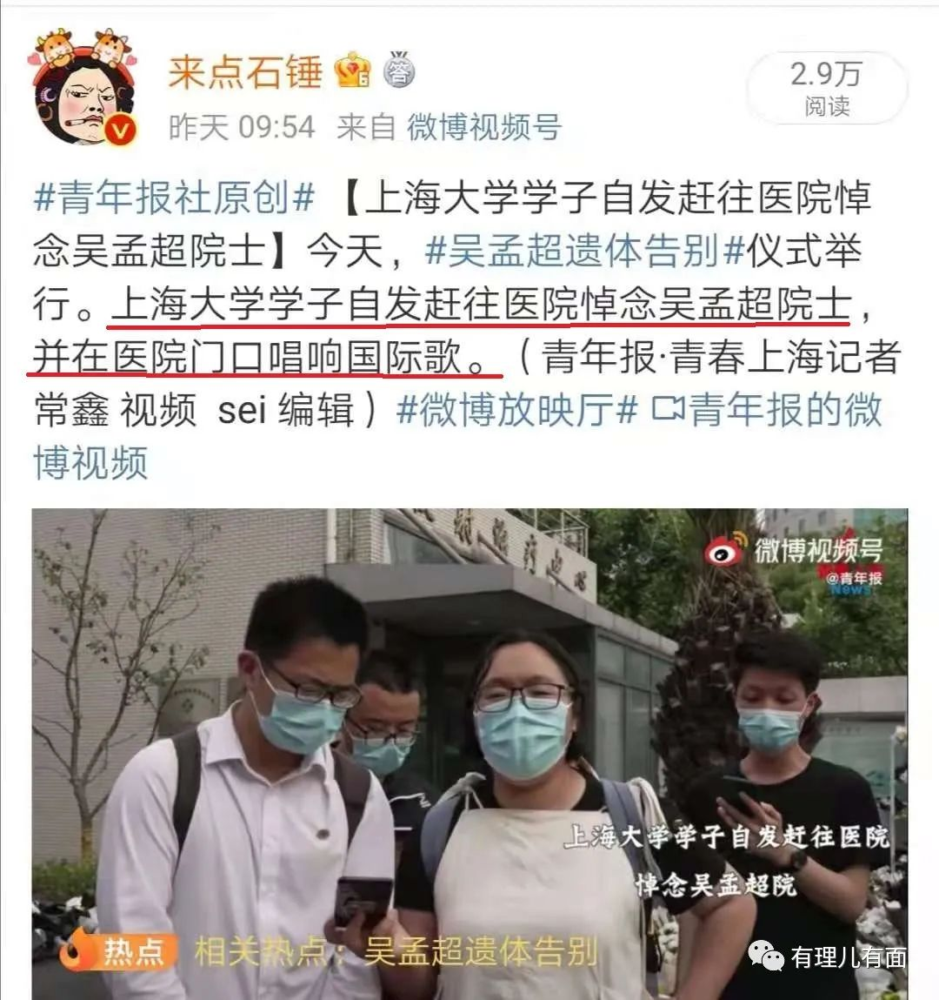 来点石锤
昨天 09:54 来自 微博视频号
2.9万
阅读
#青年报社原创#【上海大学学子自发赶往医院悼
念吴孟超院士】今天，#吴孟超遗体告别#仪式举
行。上海大学学子自发赶往医院悼念吴孟超院士，
并在医院门口唱响国际歌。（青年报·青春上海记者
常鑫 视频 sei 编辑）#微博放映厅# 青年报的微
博视频
微博视频号
@青年报
News
上海大学学子自发赶往医院
悼念吴孟超院
热点 相关热点：吴孟超遗体告别
有理儿有面